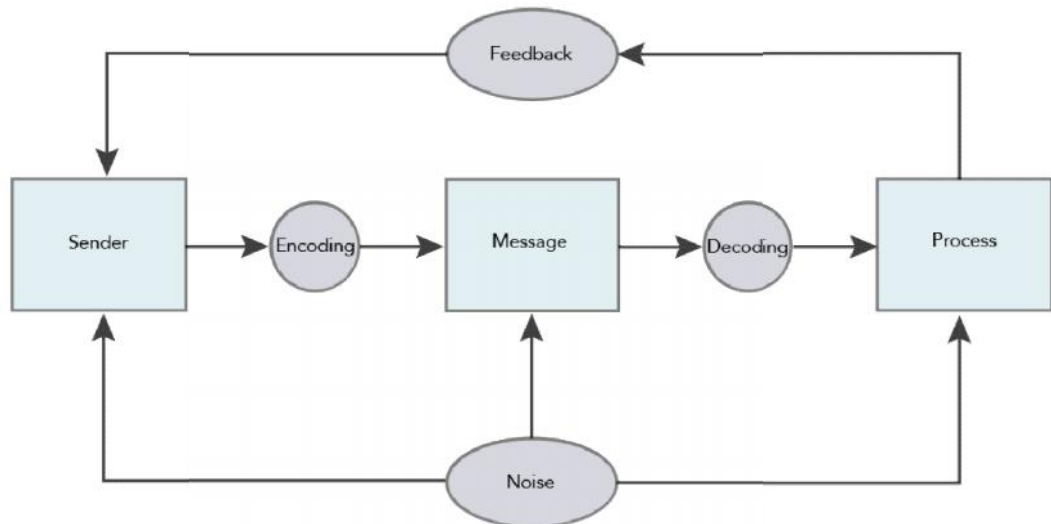 Feedback
Sender
Encoding
Message
Decoding
Process
Noise